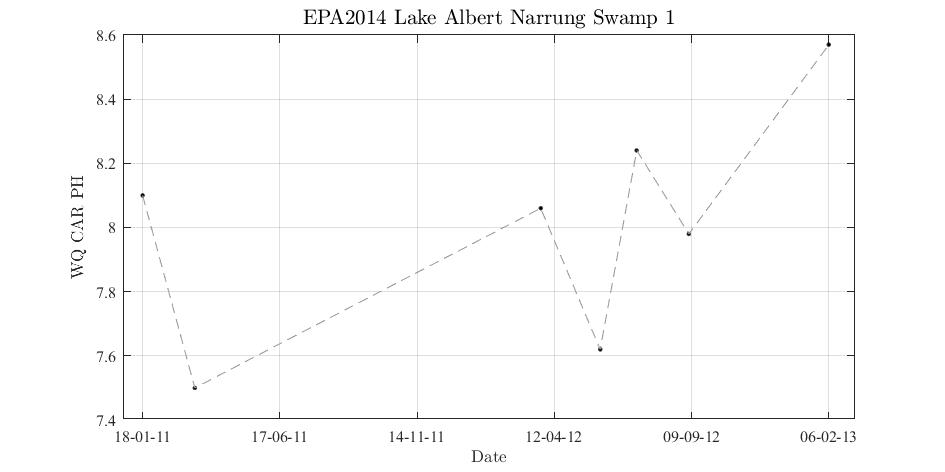 EPA2014 Lake Albert Narrung Swamp 1
8.6
8.4
8.2
8
7.8
7.6
7.4
WQ CAR PH
18-01-11 17-06-11 14-11-11 12-04-12 09-09-12 06-02-13
Date